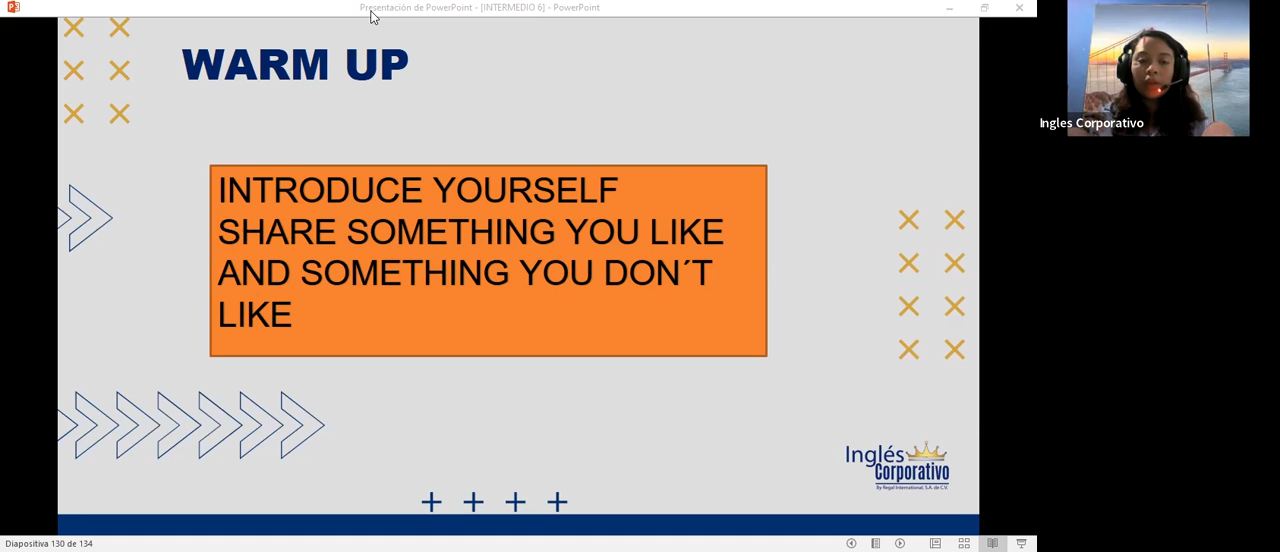 Presentación de PowerPoint - [INTERMEDIO 6] - PowerPoint
WARM UP
INTRODUCE YOURSELF
SHARE SOMETHING YOU LIKE
AND SOMETHING YOU DON´T
LIKE
Ingles Corporativo
Inglés
Corporativo
By Regal International, S.A. de C.V.
Diapositiva 130 de 134